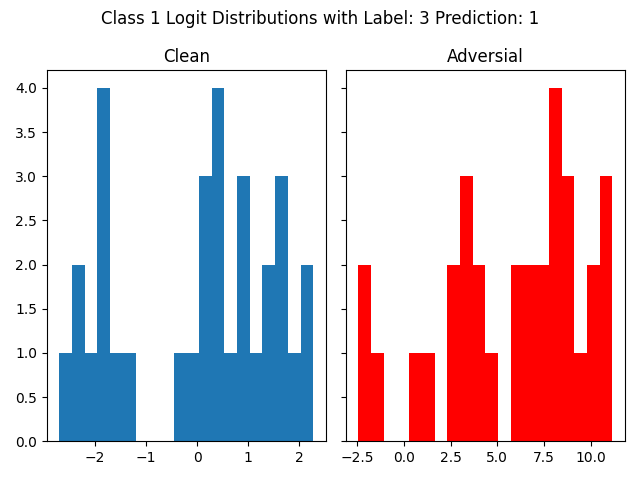 Class 1 Logit Distributions with Label: 3 Prediction: 1
Clean
Adversial
4.0
3.5
3.0
2.5
2.0
1.5
1.0
0.5
0.0
−2 −1 0 1 2
−2.5 0.0 2.5 5.0 7.5 10.0